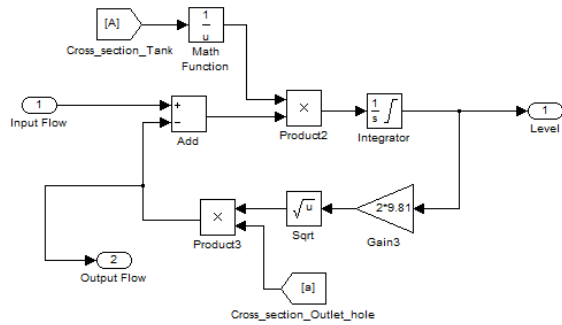 [A]
1
u
Cross_section_Tank
Math
Function
1
Input Flow
+
−
Add
×
Product2
1
s
Integrator
1
Level
×
Product3
√u
Sqrt
2*9.81
Gain3
2
Output Flow
[a]
Cross_section_Outlet_hole